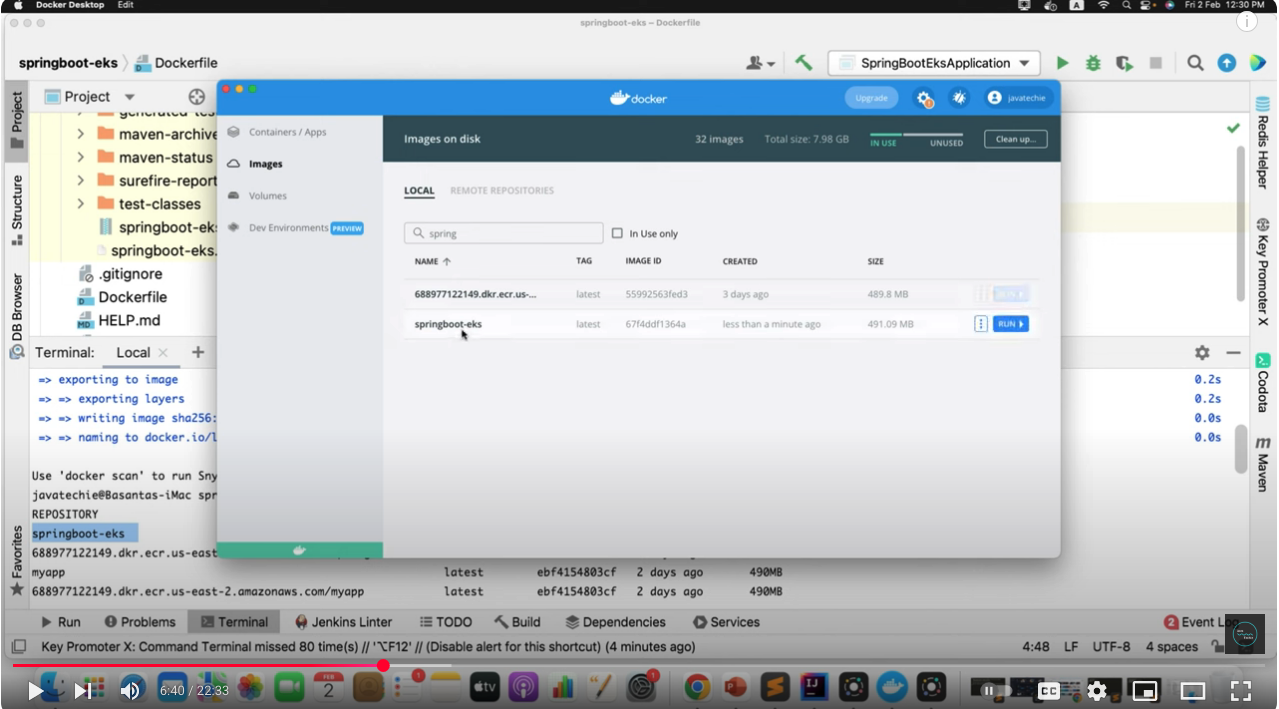 Docker Desktop Edit
A Fri 2 Feb 12:30 PM
springboot-eks – Dockerfile
springboot-eks Dockerfile
SpringBootEksApplication
Project
maven-archive
maven-status
surefire-report
test-classes
springboot-eks
springboot-eks.
.gitignore
Dockerfile
HELP.md
Project
Structure
DB Browser
Favorites
docker
Upgrade
javatechie
Containers / Apps
Images
Volumes
Dev Environments PREVIEW
Images on disk
32 images Total size: 7.98 GB
IN USE UNUSED
Clean up...
LOCAL REMOTE REPOSITORIES
spring
In Use only
NAME TAG IMAGE ID CREATED SIZE
688977122149.dkr.ecr.us-... latest 55992563fed3 3 days ago 489.8 MB
springboot-eks latest 67f4ddf1364a less than a minute ago 491.09 MB RUN
Redis Helper
Key Promoter X
Codota
Maven
Terminal: Local
=> exporting to image 0.2s
=> => exporting layers 0.2s
=> => writing image sha256: 0.0s
=> => naming to docker.io/l 0.0s
Use 'docker scan' to run Sny
javatechie@Basantas-iMac spr
REPOSITORY
springboot-eks
688977122149.dkr.ecr.us-east
myapp latest ebf4154803cf 2 days ago 490MB
688977122149.dkr.ecr.us-east-2.amazonaws.com/myapp latest ebf4154803cf 2 days ago 490MB
Run Problems Terminal Jenkins Linter TODO Build Dependencies Services
2 Event Log
Key Promoter X: Command Terminal missed 80 time(s) // '⌥F12' // (Disable alert for this shortcut) (4 minutes ago)
4:48 LF UTF-8 4 spaces
6:40 / 22:33
FEB
2
1
tv
1
IJ
CC